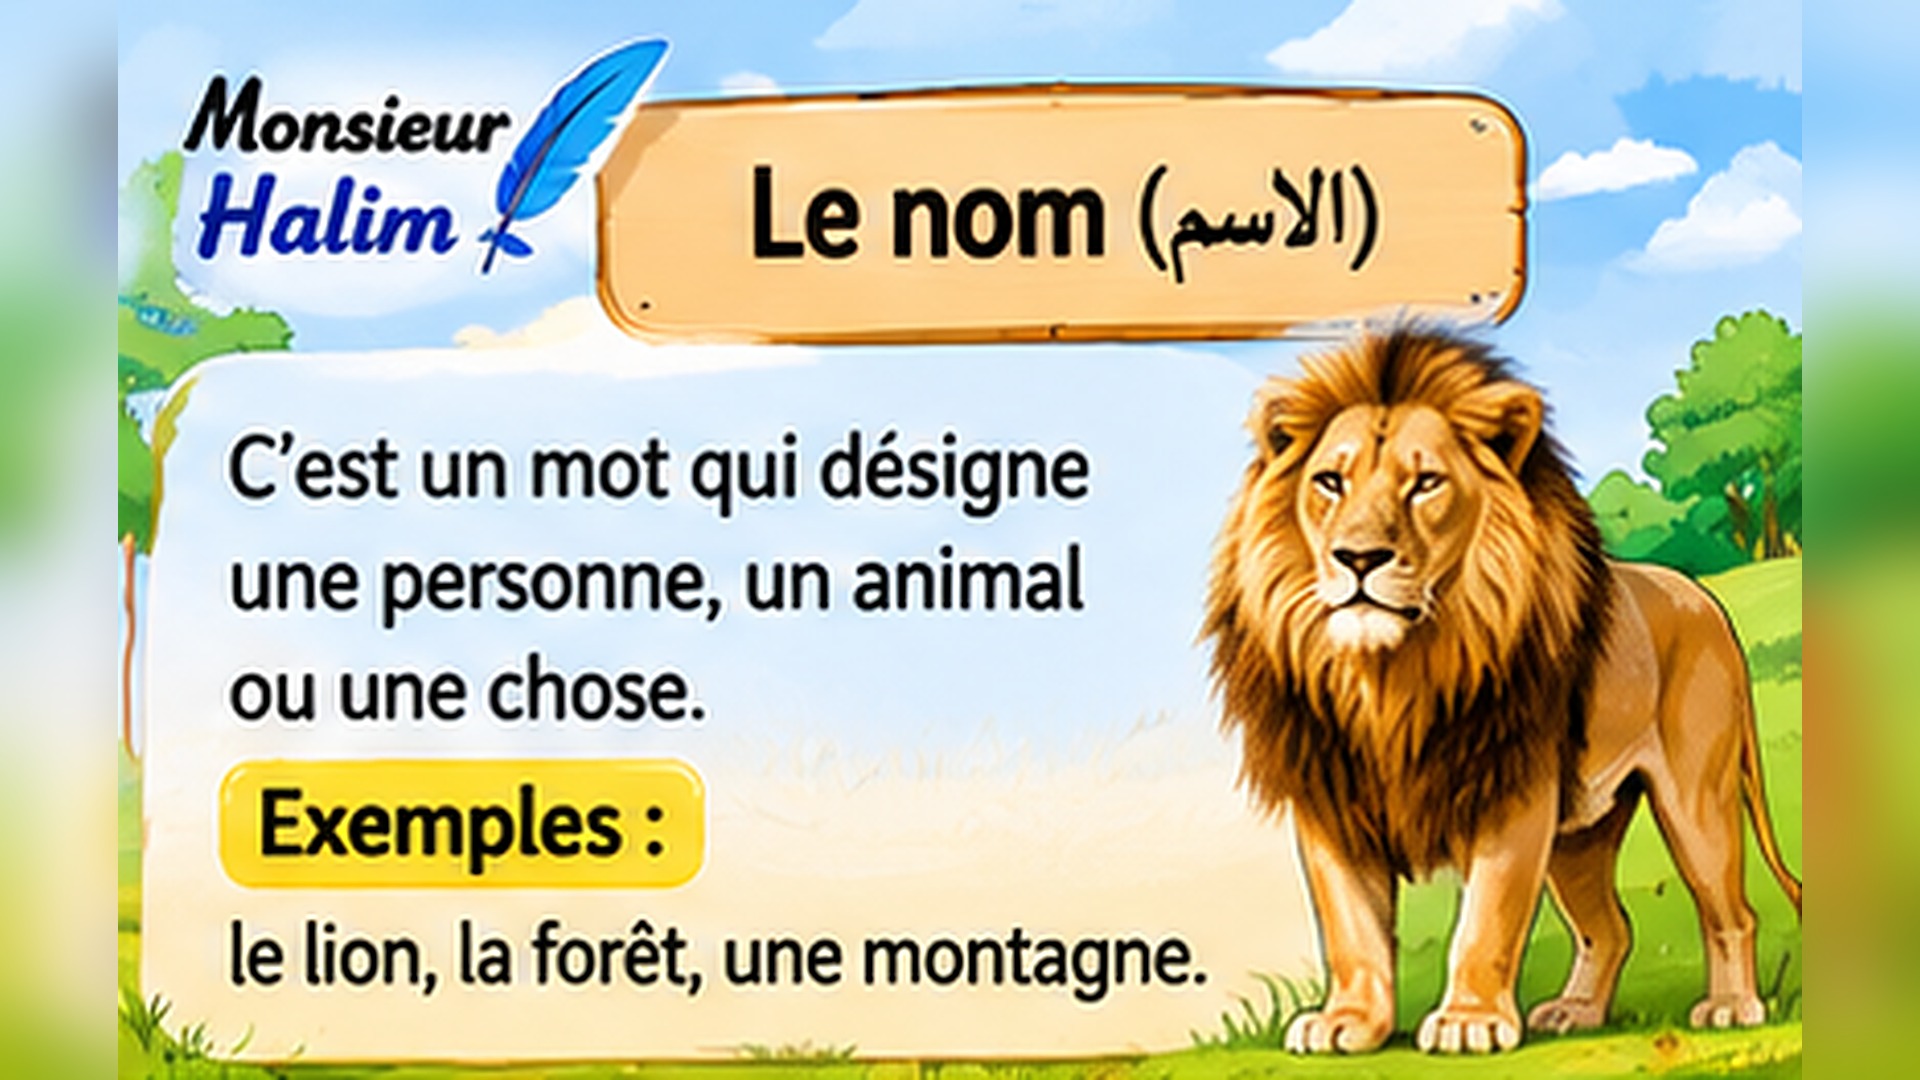 Monsieur
Halim
Le nom (الاسم)
C'est un mot qui désigne
une personne, un animal
ou une chose.
Exemples :
le lion, la forêt, une montagne.